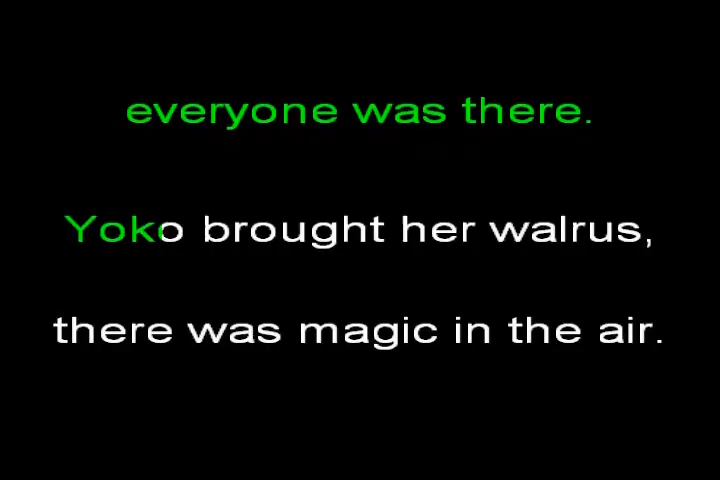 everyone was there.
Yoko brought her walrus,
there was magic in the air.